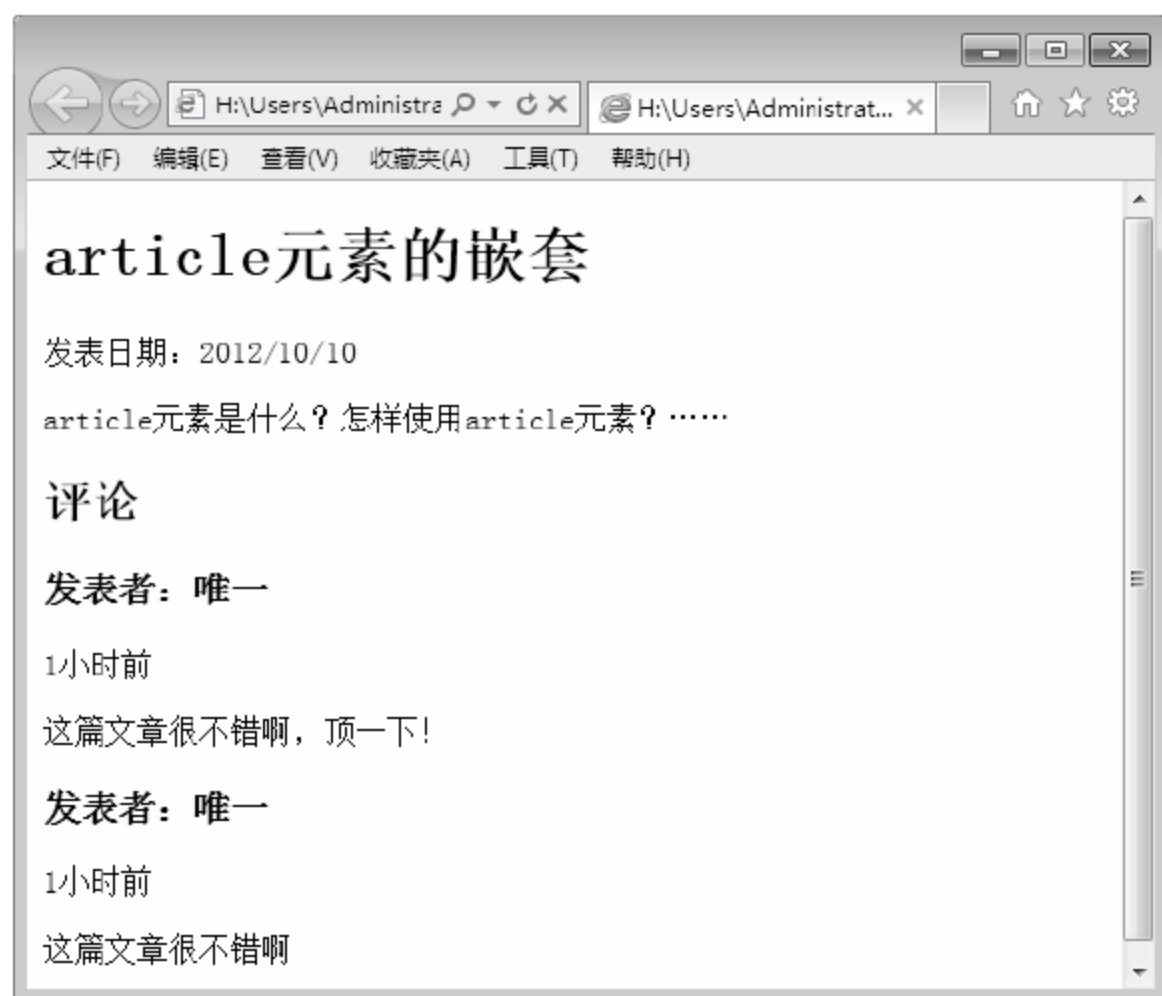 H:\Users\Administra
H:\Users\Administrat...
文件(F) 编辑(E) 查看(V) 收藏夹(A) 工具(T) 帮助(H)
article元素的嵌套
发表日期：2012/10/10
article元素是什么？怎样使用article元素？……
评论
发表者：唯一
1小时前
这篇文章很不错啊，顶一下！
发表者：唯一
1小时前
这篇文章很不错啊